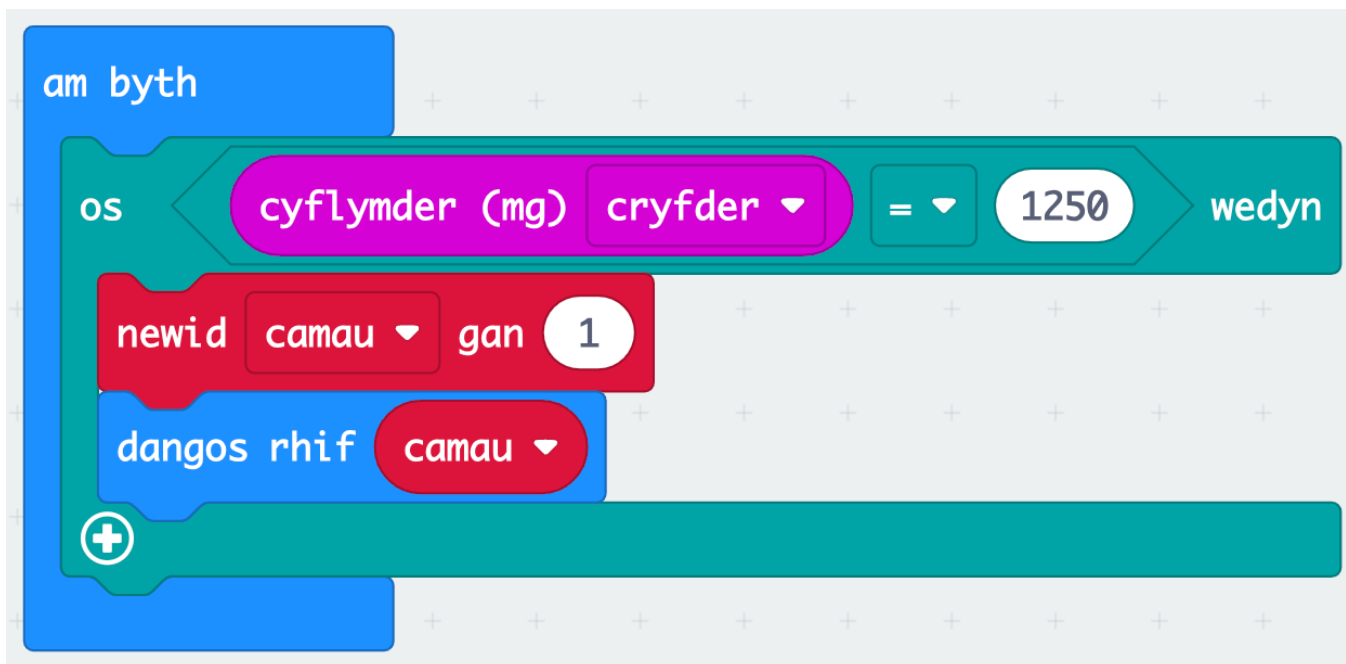 am byth
os cyflymder (mg) cryfder = 1250 wedyn
newid camau gan 1
dangos rhif camau